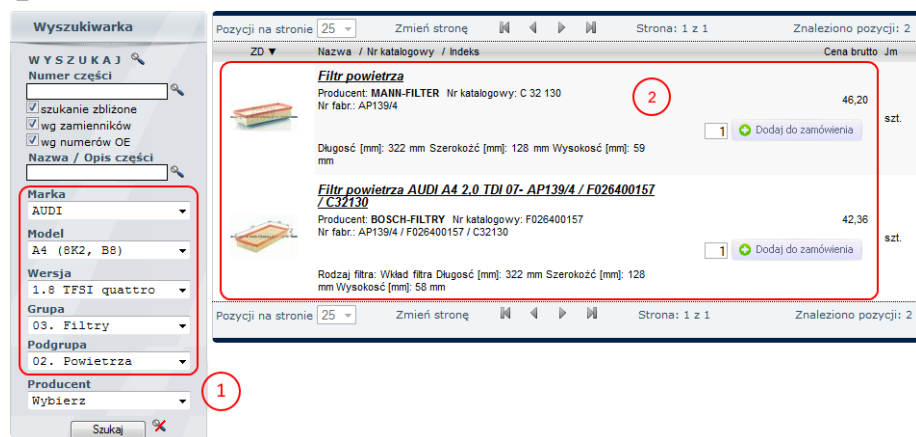 Wyszukiwarka
WYSZUKAJ
Numer części
szukanie zbliżone
wg zamienników
wg numerów OE
Nazwa / Opis części
Marka
AUDI
Model
A4 (8K2, B8)
Wersja
1.8 TFSI quattro
Grupa
03. Filtry
Podgrupa
02. Powietrza
Producent
Wybierz
Szukaj
1
Pozycji na stronie 25 Zmień stronę Strona: 1 z 1 Znaleziono pozycji: 2
ZD ▼ Nazwa / Nr katalogowy / Indeks Cena brutto Jm
Filtr powietrza
Producent: MANN-FILTER Nr katalogowy: C 32 130
Nr fabr.: AP139/4
2
46,20
szt.
1 Dodaj do zamówienia
Długość [mm]: 322 mm Szerokożć [mm]: 128 mm Wysokosć [mm]: 59
mm
Filtr powietrza AUDI A4 2,0 TDI 07- AP139/4 / F026400157
/ C32130
Producent: BOSCH-FILTRY Nr katalogowy: F026400157
Nr fabr.: AP139/4 / F026400157 / C32130
42,36
szt.
1 Dodaj do zamówienia
Rodzaj filtra: Wkład filtra Długość [mm]: 322 mm Szerokożć [mm]: 128
mm Wysokosć [mm]: 58 mm
Pozycji na stronie 25 Zmień stronę Strona: 1 z 1 Znaleziono pozycji: 2